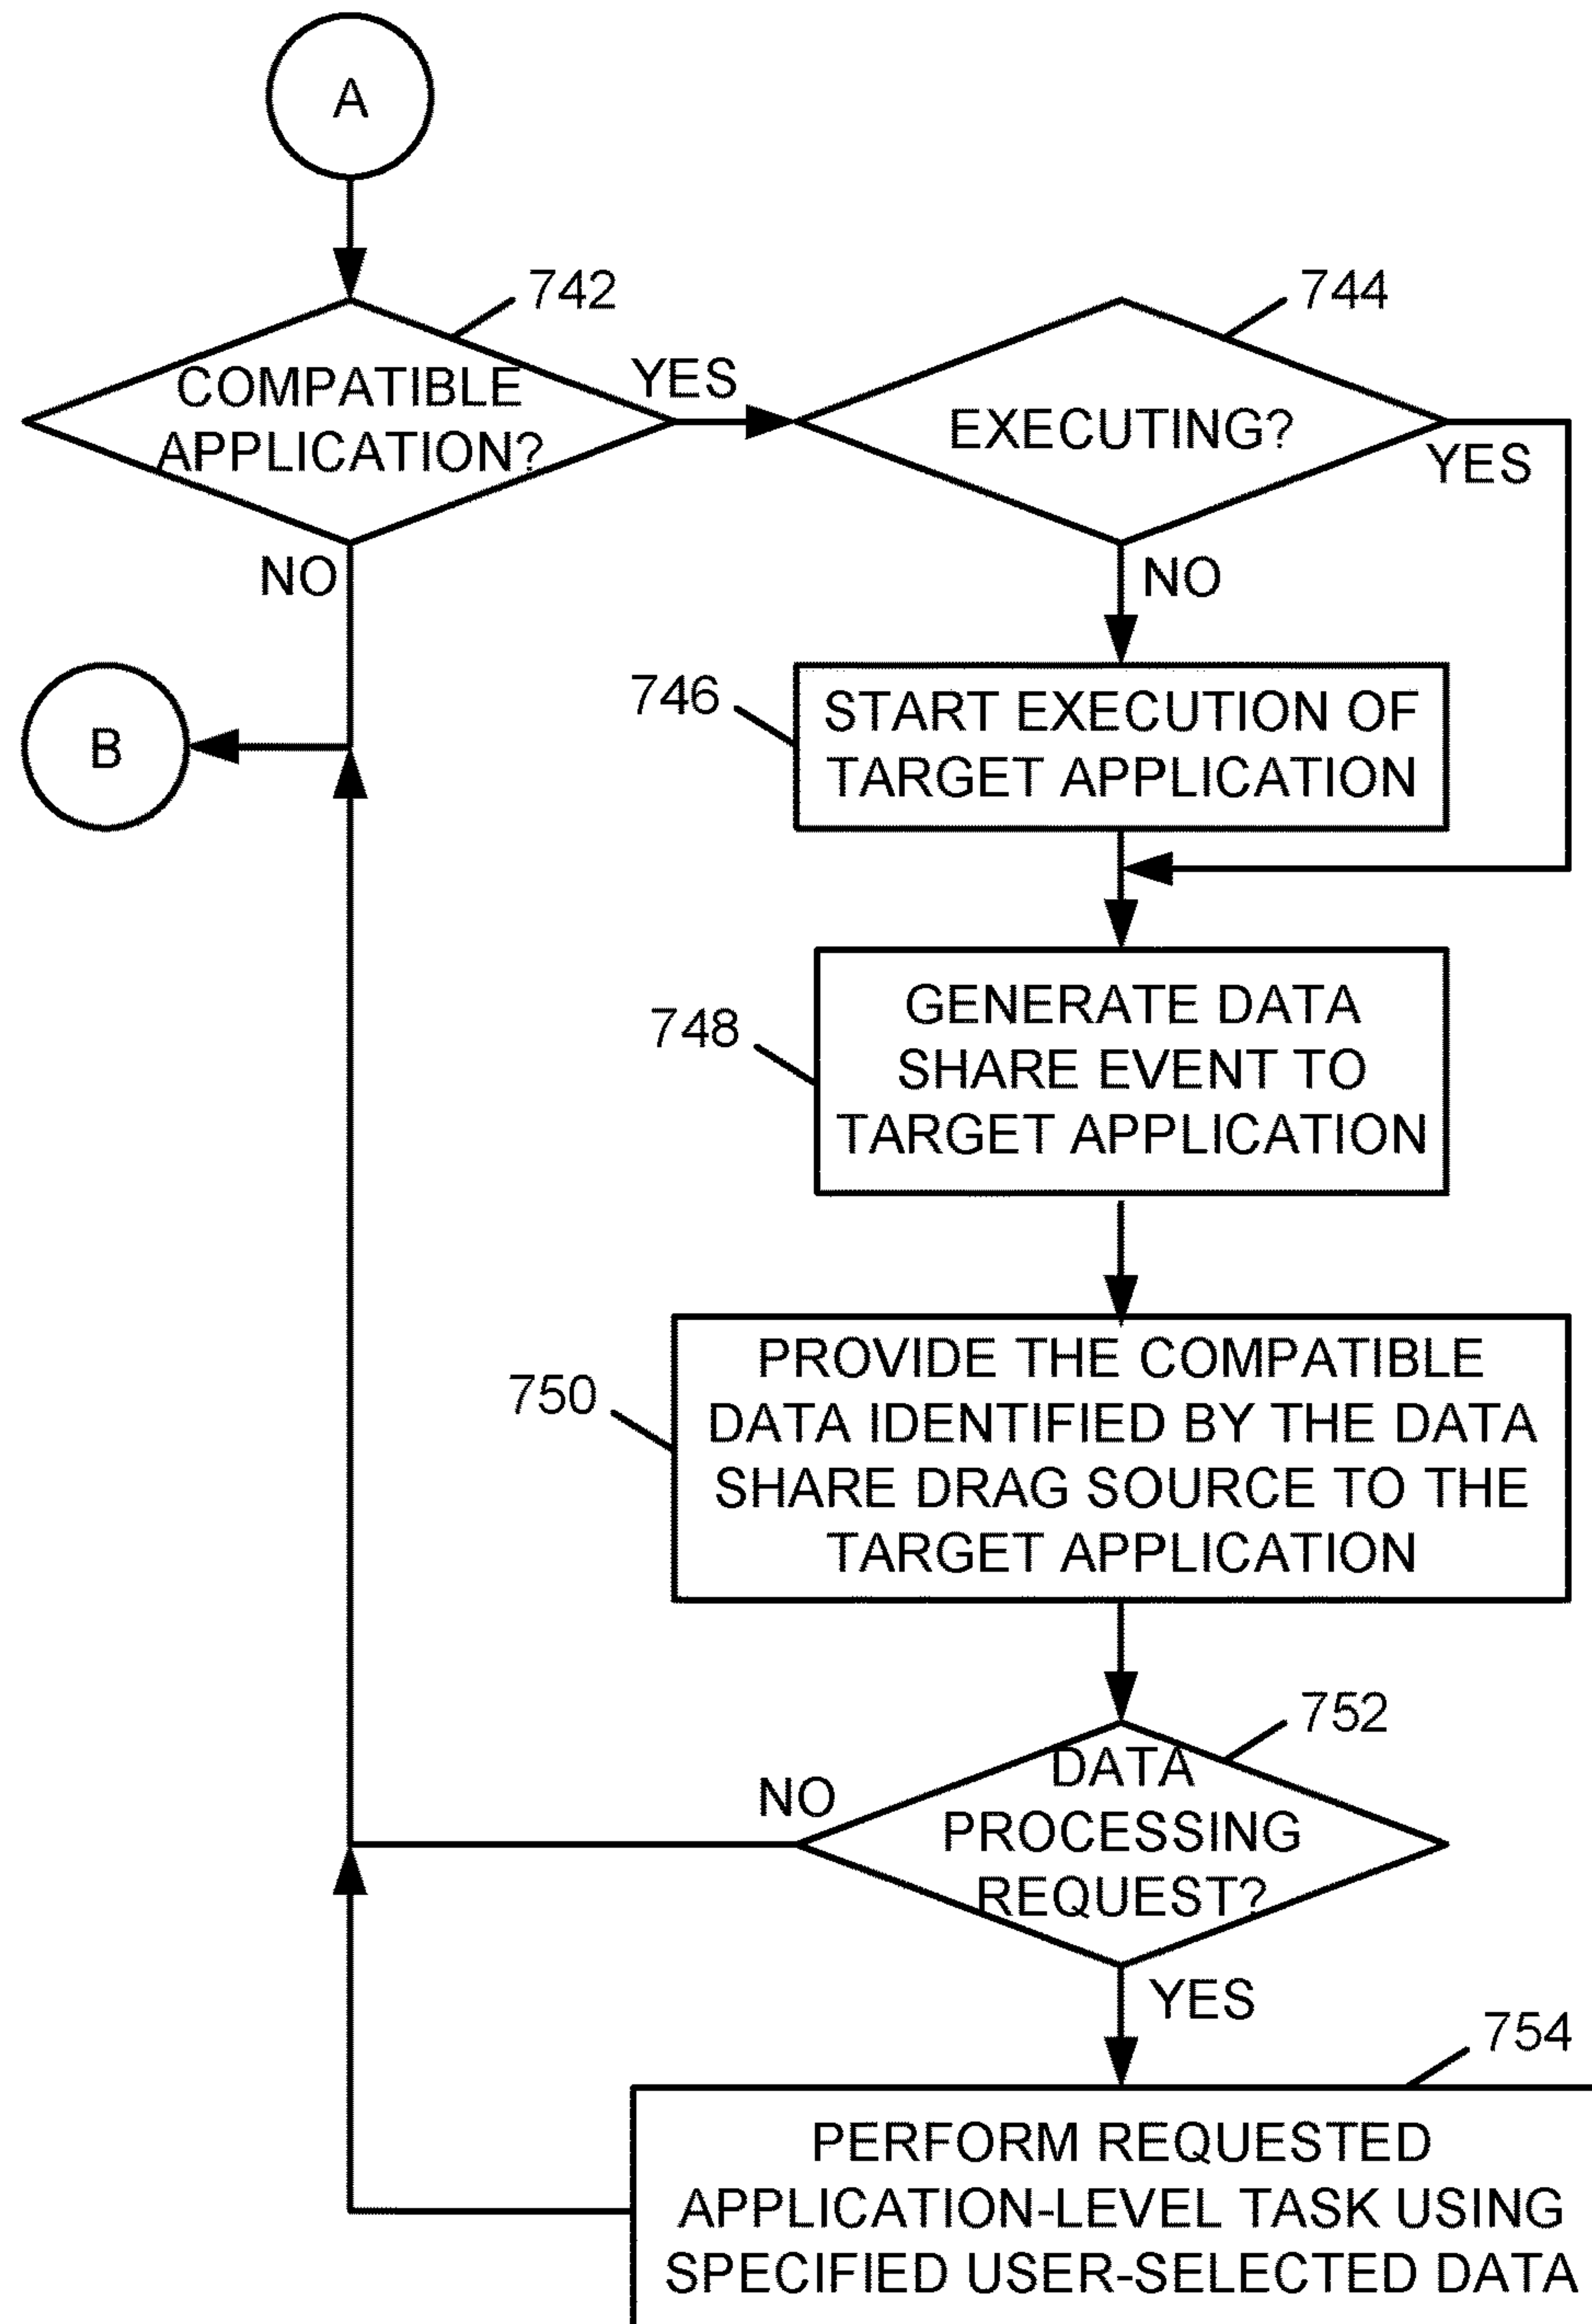 A
742
COMPATIBLE
APPLICATION?
YES
NO
744
EXECUTING?
YES
NO
B
746
START EXECUTION OF
TARGET APPLICATION
748
GENERATE DATA
SHARE EVENT TO
TARGET APPLICATION
750
PROVIDE THE COMPATIBLE
DATA IDENTIFIED BY THE DATA
SHARE DRAG SOURCE TO THE
TARGET APPLICATION
752
DATA
PROCESSING
REQUEST?
NO
YES
754
PERFORM REQUESTED
APPLICATION-LEVEL TASK USING
SPECIFIED USER-SELECTED DATA